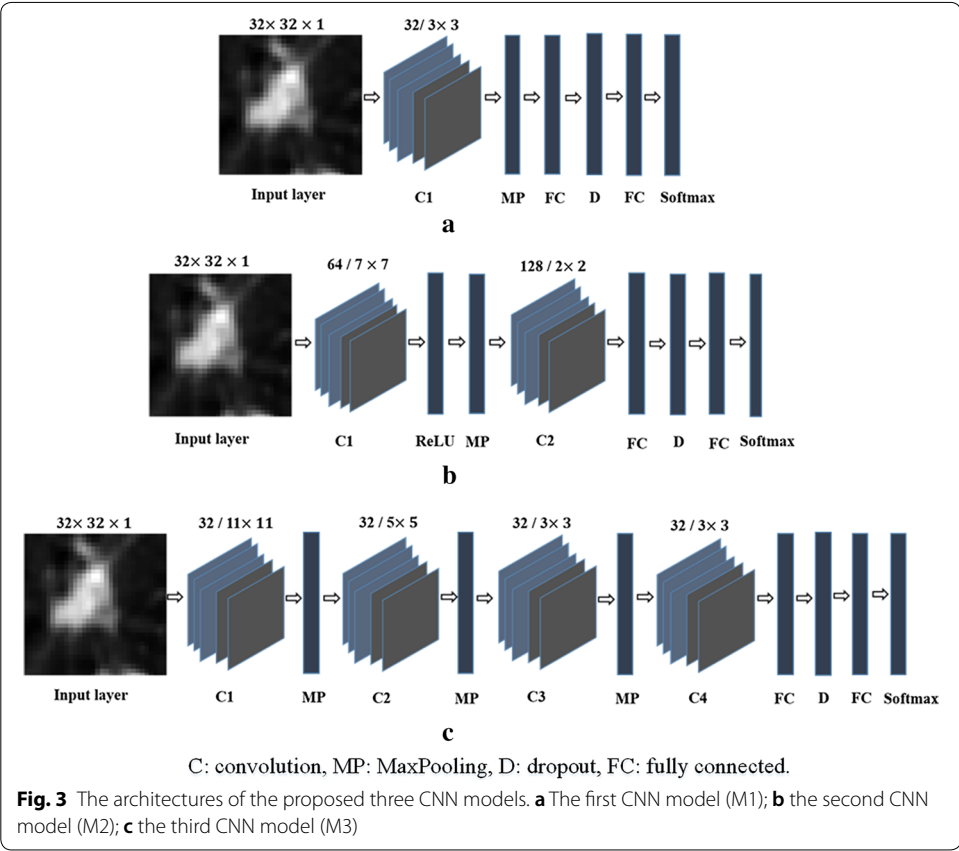 32× 32 × 1 32/ 3× 3
Input layer C1 MP FC D FC Softmax
a
32× 32 × 1 64 / 7 × 7 128 / 2× 2
Input layer C1 ReLU MP C2 FC D FC Softmax
b
32× 32 × 1 32 / 11× 11 32 / 5× 5 32 / 3× 3 32 / 3× 3
Input layer C1 MP C2 MP C3 MP C4 FC D FC Softmax
c
C: convolution, MP: MaxPooling, D: dropout, FC: fully connected.
Fig. 3 The architectures of the proposed three CNN models. a The first CNN model (M1); b the second CNN
model (M2); c the third CNN model (M3)